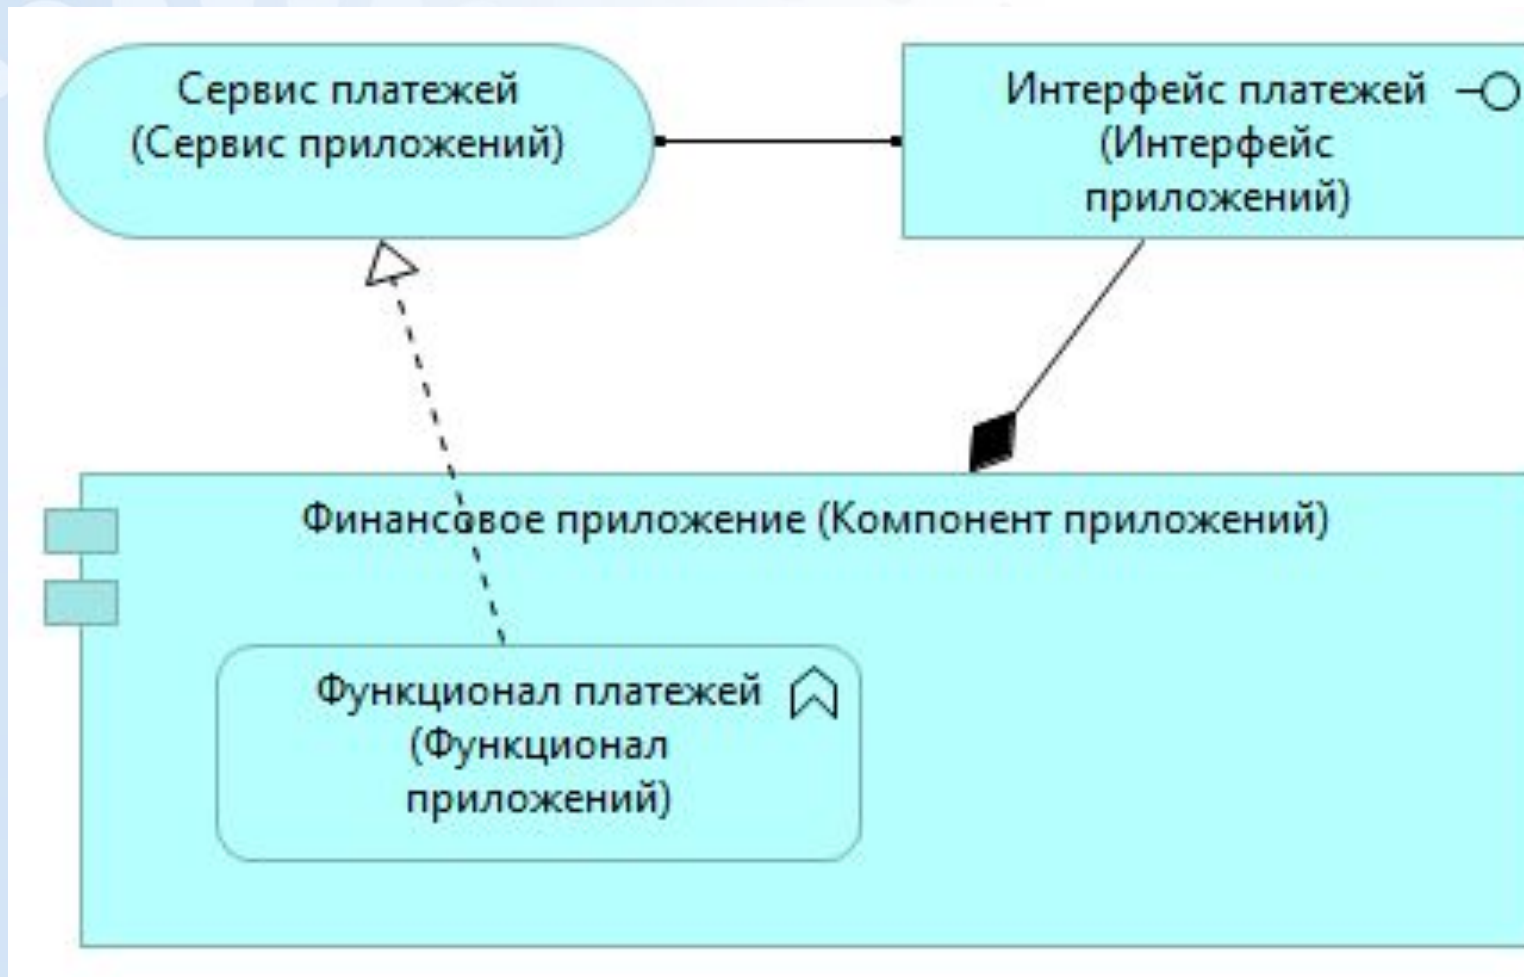 Сервис платежей
(Сервис приложений)
Интерфейс платежей
(Интерфейс
приложений)
Финансовое приложение (Компонент приложений)
Функционал платежей
(Функционал
приложений)